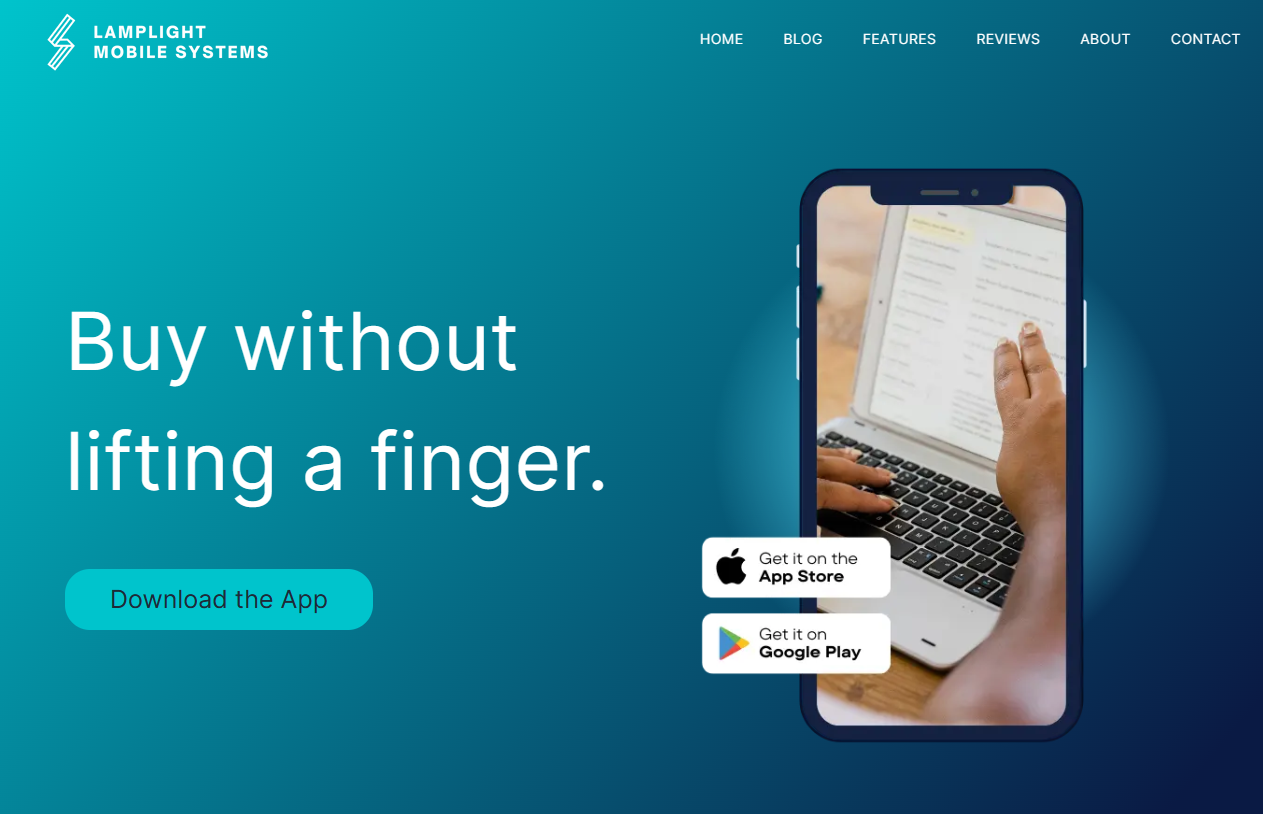 LAMPLIGHT
MOBILE SYSTEMS
HOME BLOG FEATURES REVIEWS ABOUT CONTACT
Buy without
lifting a finger.
Download the App
Get it on the
App Store
Get it on
Google Play